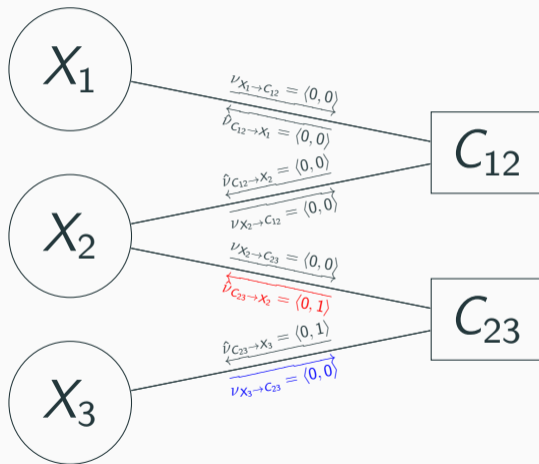 X₁
ν_{X₁→C₁₂} = ⟨0, 0⟩
ν̂_{C₁₂→X₁} = ⟨0, 0⟩
C₁₂
ν̂_{C₁₂→X₂} = ⟨0, 0⟩
ν_{X₂→C₁₂} = ⟨0, 0⟩
X₂
ν_{X₂→C₂₃} = ⟨0, 0⟩
ν̂_{C₂₃→X₂} = ⟨0, 1⟩
C₂₃
ν̂_{C₂₃→X₃} = ⟨0, 1⟩
ν_{X₃→C₂₃} = ⟨0, 0⟩
X₃